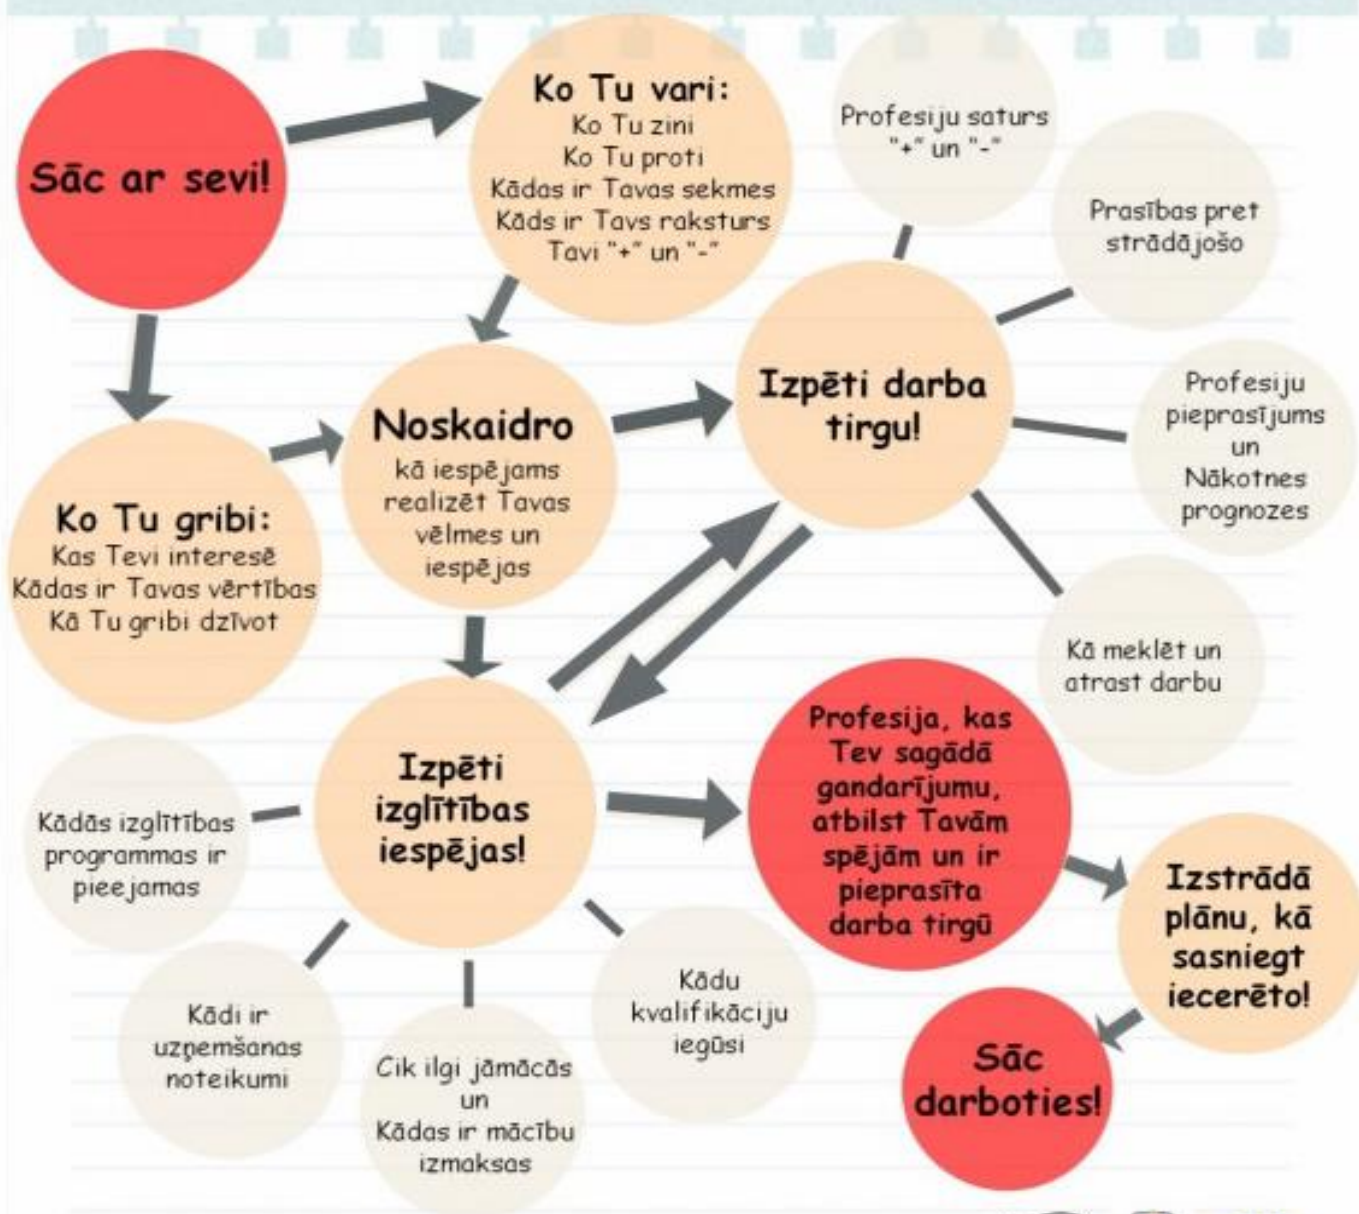 Sāc ar sevi!
Ko Tu vari:
Ko Tu zini
Ko Tu proti
Kādas ir Tavas sekmes
Kāds ir Tavs raksturs
Tavi "+" un "-"
Profesiju saturs
"+" un "-"
Prasības pret
strādājošo
Izpēti darba
tirgu!
Profesiju
pieprasījums
un
Nākotnes
prognozes
Noskaidro
kā iespējams
realizēt Tavas
vēlmes un
iespējas
Ko Tu gribi:
Kas Tevi interesē
Kādas ir Tavas vērtības
Kā Tu gribi dzīvot
Kā meklēt un
atrast darbu
Izpēti
izglītības
iespējas!
Profesija, kas
Tev sagādā
gandarījumu,
atbilst Tavām
spējām un ir
pieprasīta
darba tirgū
Kādās izglītības
programmas ir
pieejamas
Izstrādā
plānu, kā
sasniegt
iecerēto!
Kādi ir
uzņemšanas
noteikumi
Cik ilgi jāmācās
un
Kādas ir mācību
izmaksas
Kādu
kvalifikāciju
iegūsi
Sāc
darboties!